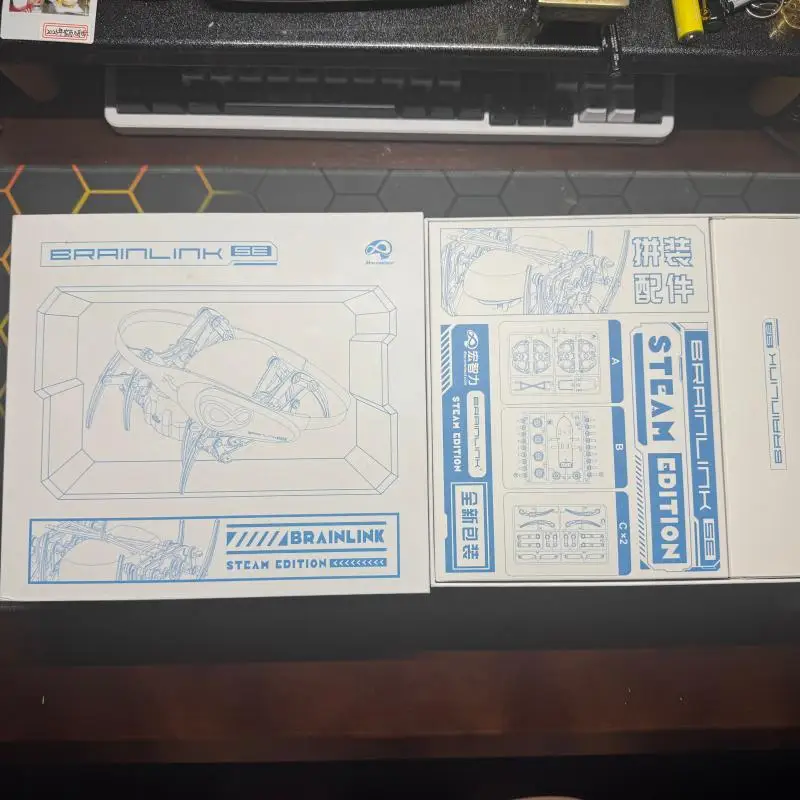 BRAINLINK SE
Macrotellect
BRAINLINK
STEAM EDITION
拼装
配件
宏智力
BRAINLINK
STEAM EDITION
全新包装
A
B
C×2
BRAINLINK SE
STEAM EDITION
BRAINLINK SE